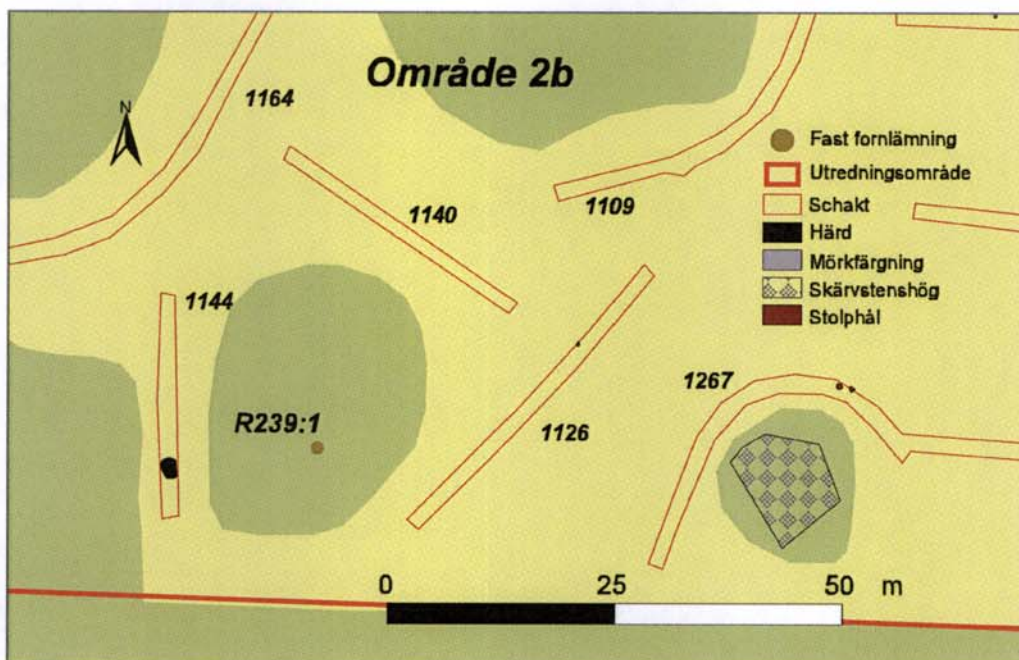 Område 2b
1164
N
1140
1109
Fast fornlämning
Utredningsområde
Schakt
Härd
Mörkfärgning
Skärvstenshög
Stolphål
1144
1267
R239:1
1126
0 25 50 m